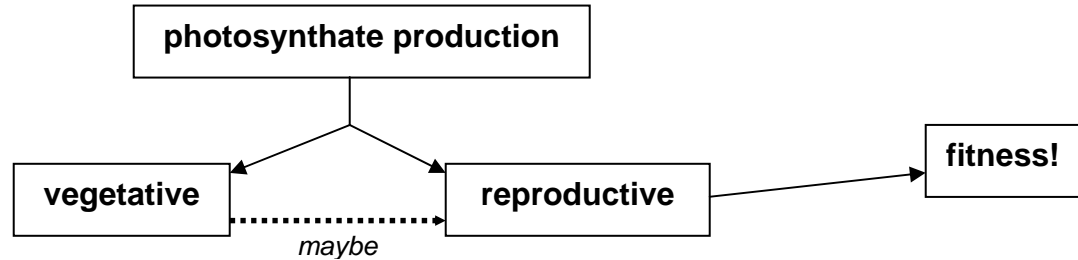 photosynthate production
fitness!
vegetative
reproductive
maybe